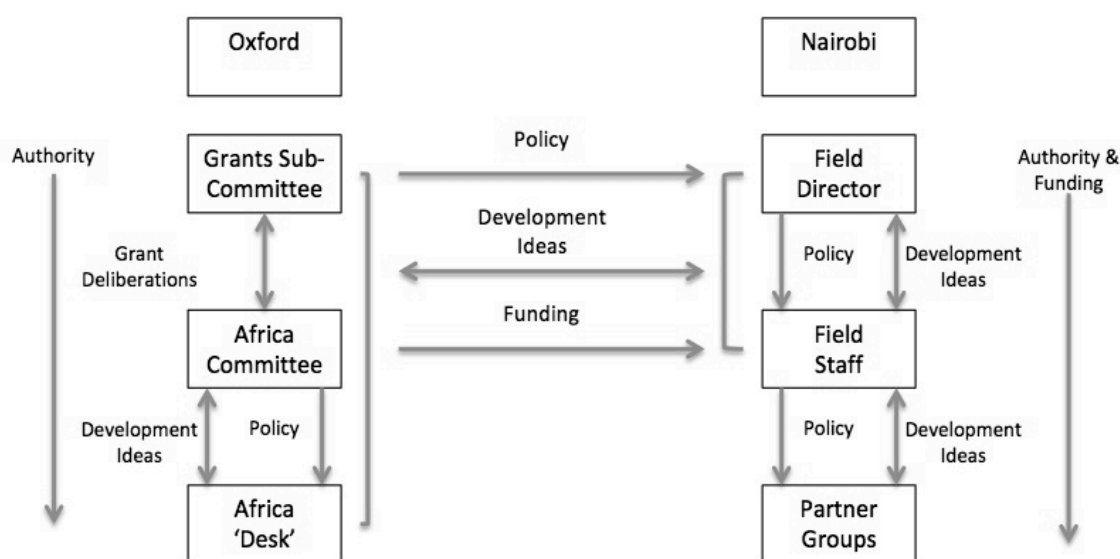 Oxford
Nairobi
Authority
Grants Sub-
Committee
Policy
Field
Director
Authority &
Funding
Development
Ideas
Grant
Deliberations
Policy
Development
Ideas
Funding
Africa
Committee
Field
Staff
Development
Ideas
Policy
Policy
Development
Ideas
Africa
‘Desk’
Partner
Groups